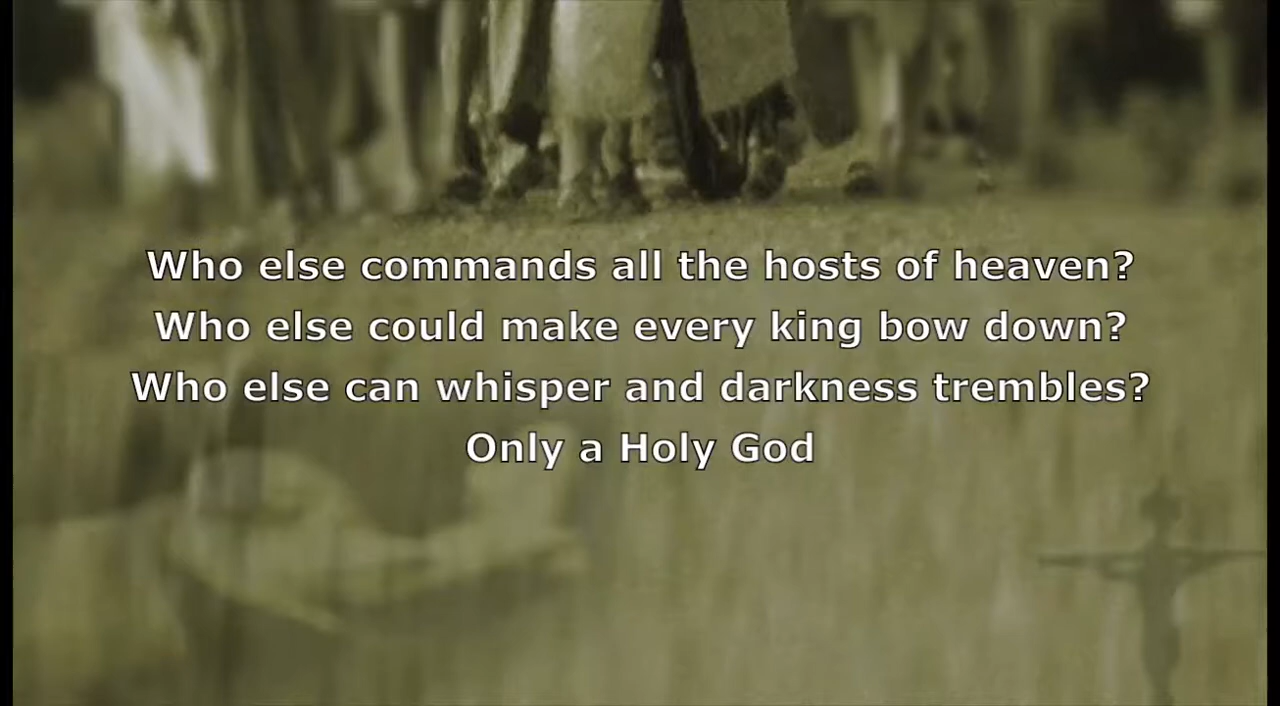 Who else commands all the hosts of heaven?
Who else could make every king bow down?
Who else can whisper and darkness trembles?
Only a Holy God